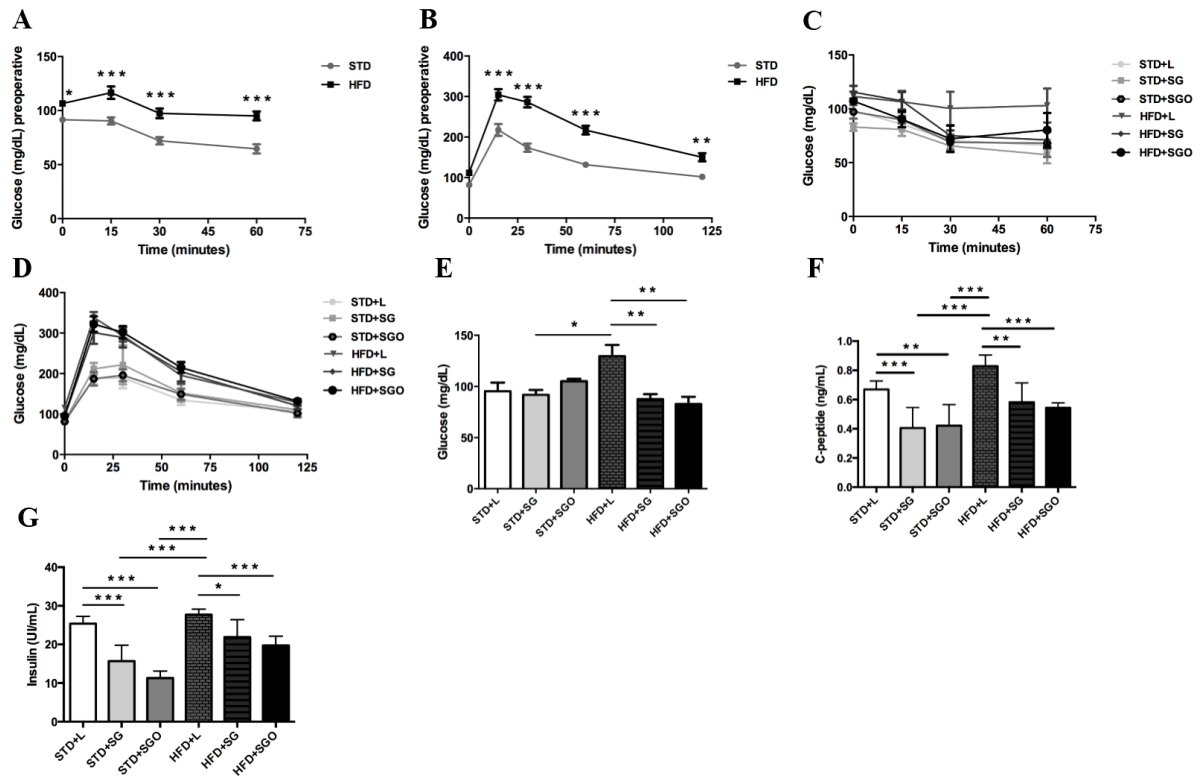 A
Glucose (mg/dL) preoperative
150
100
50
0
* *** *** ***
STD
HFD
0 15 30 45 60 75
Time (minutes)
B
Glucose (mg/dL) preoperative
400
300
200
100
0
*** *** *** **
STD
HFD
0 25 50 75 100 125
Time (minutes)
C
Glucose (mg/dL)
150
100
50
0
STD+L
STD+SG
STD+SGO
HFD+L
HFD+SG
HFD+SGO
0 15 30 45 60 75
Time (minutes)
D
Glucose (mg/dL)
400
300
200
100
0
STD+L
STD+SG
STD+SGO
HFD+L
HFD+SG
HFD+SGO
0 25 50 75 100 125
Time (minutes)
E
Glucose (mg/dL)
150
100
50
0
**
**
*
STD+L STD+SG STD+SGO HFD+L HFD+SG HFD+SGO
F
C-peptide (ng/mL)
1.0
0.8
0.6
0.4
0.2
0.0
***
***
***
**
**
***
STD+L STD+SG STD+SGO HFD+L HFD+SG HFD+SGO
G
Insulin (UI/mL)
40
30
20
10
0
***
***
***
***
*
***
STD+L STD+SG STD+SGO HFD+L HFD+SG HFD+SGO